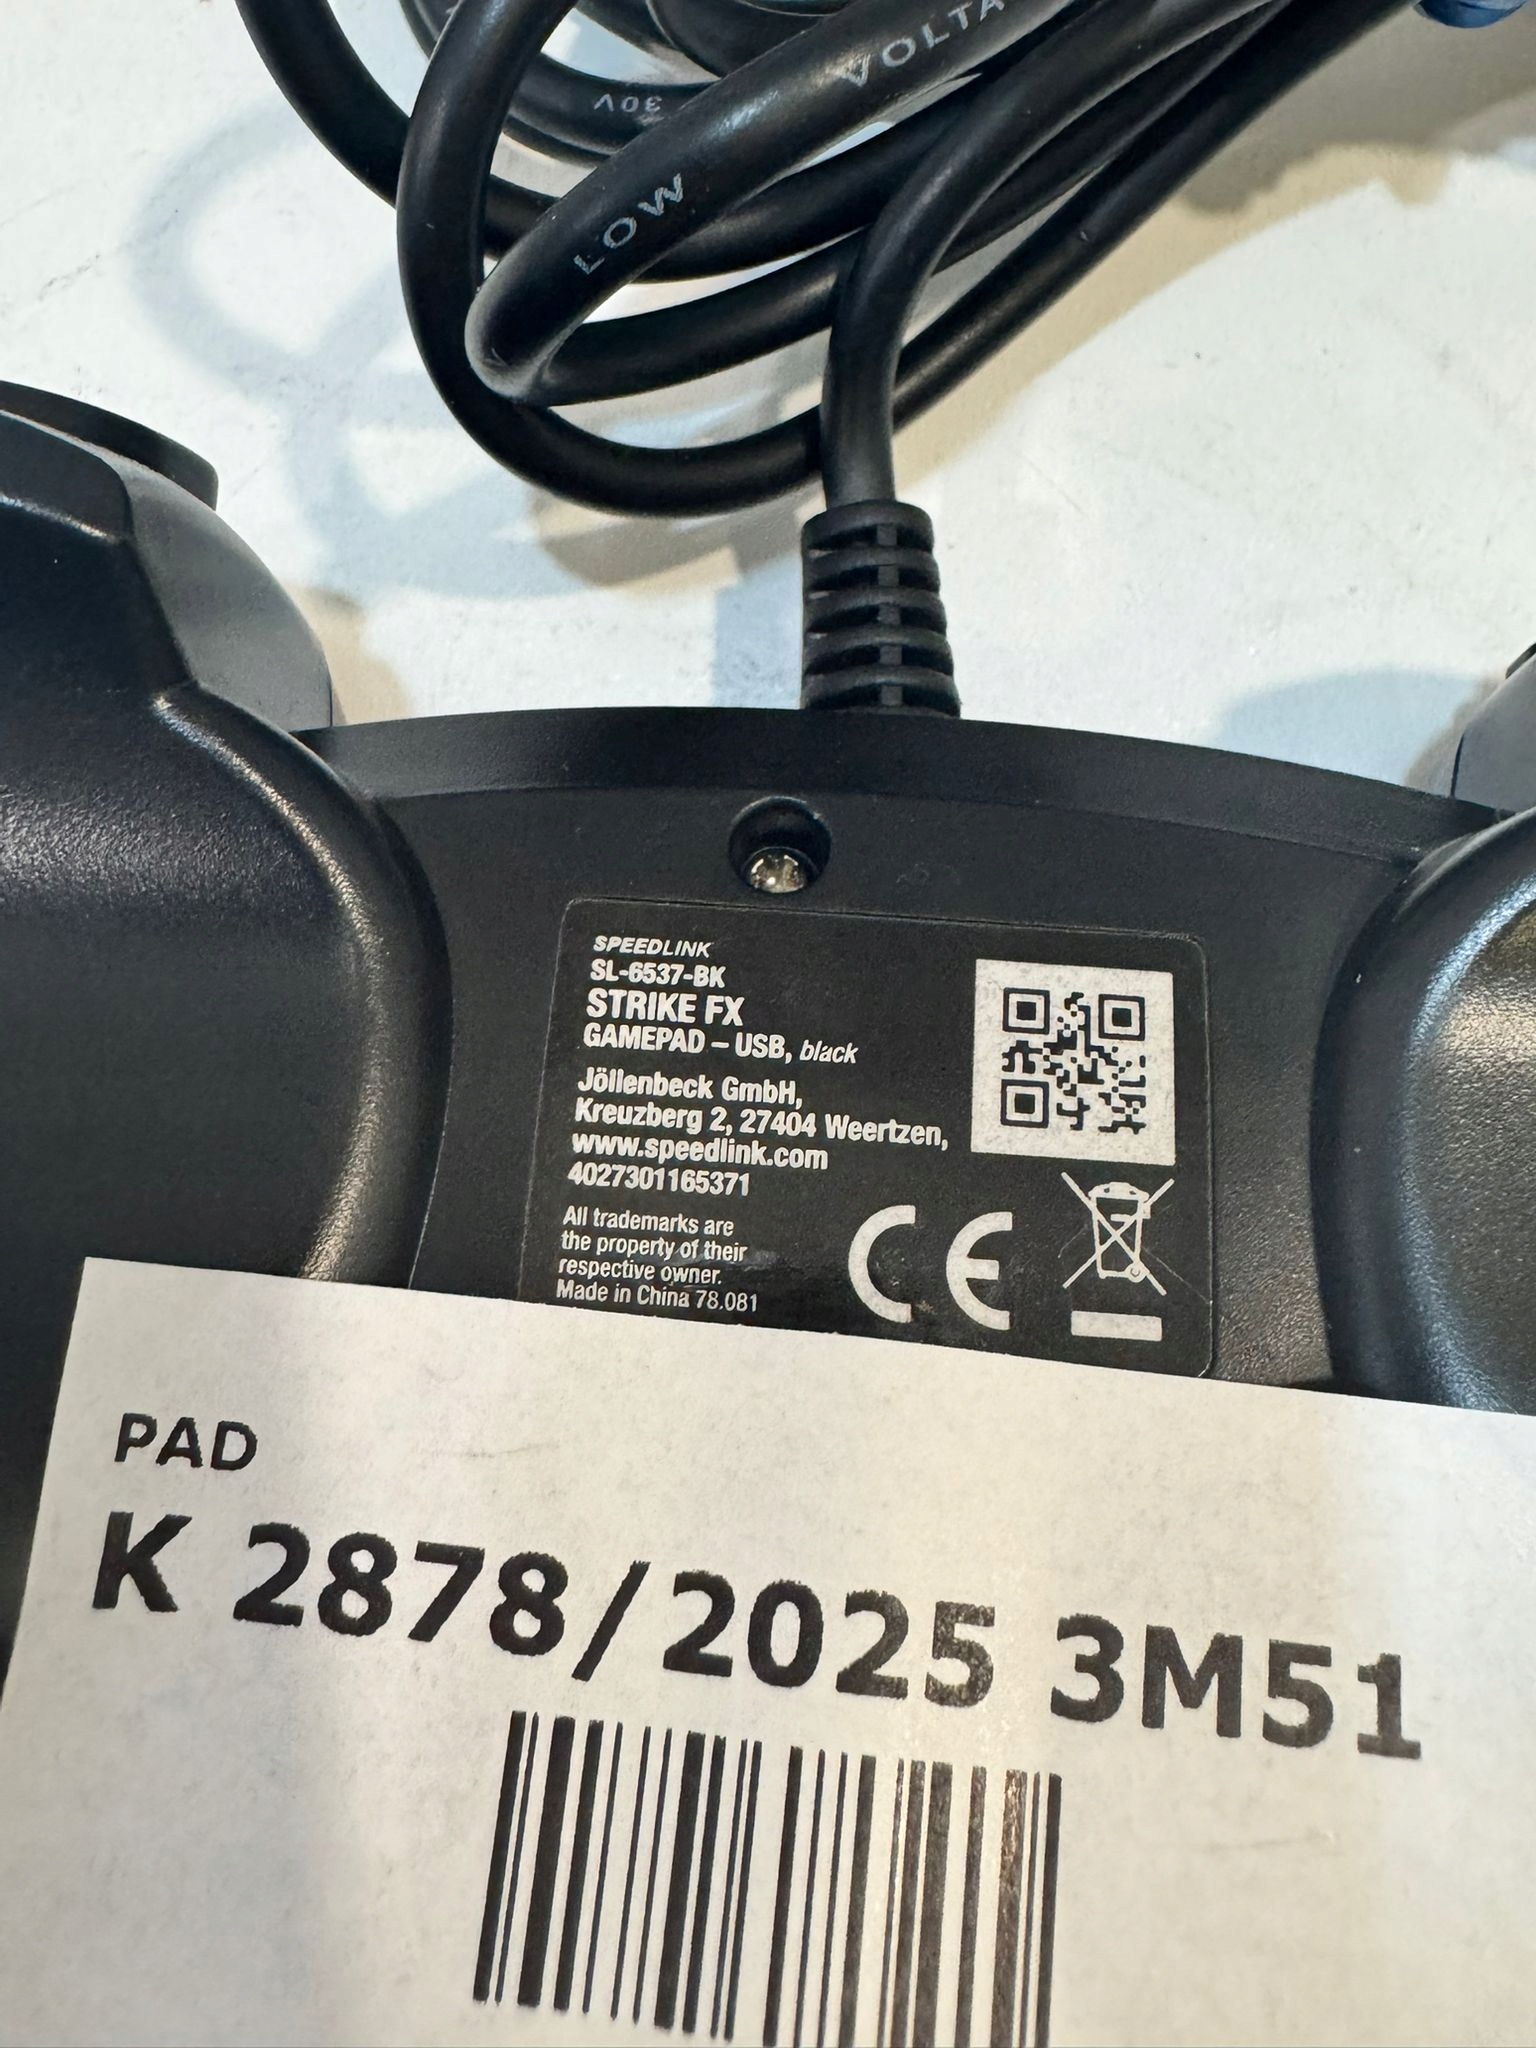 VOLTA
30V
LOW
SPEEDLINK
SL-6537-BK
STRIKE FX
GAMEPAD – USB, black
Jöllenbeck GmbH,
Kreuzberg 2, 27404 Weertzen,
www.speedlink.com
4027301165371
All trademarks are
the property of their
respective owner.
Made in China 78.081
CE
PAD
K 2878/2025 3M51